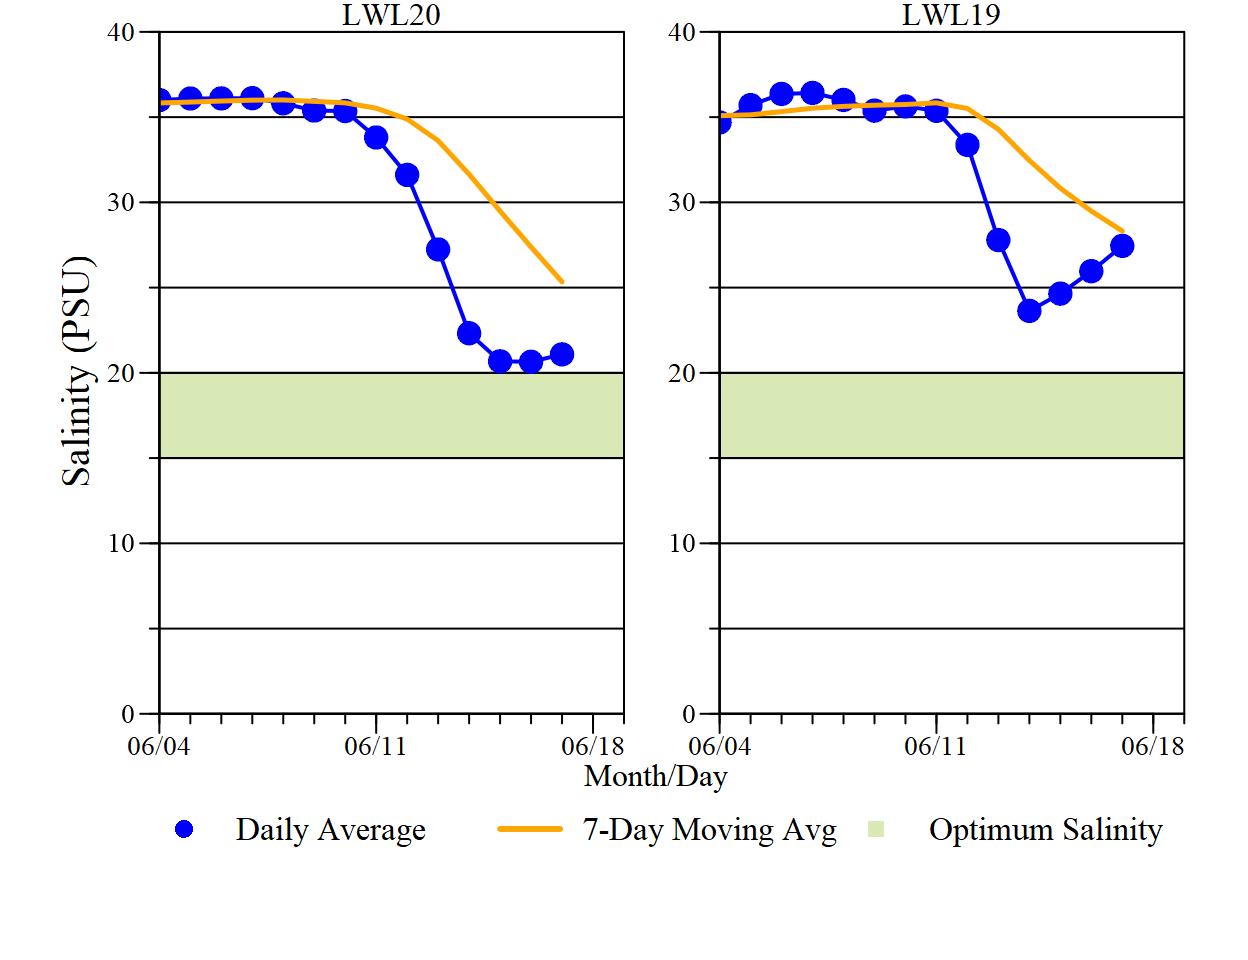 LWL20 LWL19
40 40
30 30
Salinity (PSU)
20 20
10 10
0 0
06/04 06/11 06/18 06/04 06/11 06/18
Month/Day
Daily Average 7-Day Moving Avg Optimum Salinity